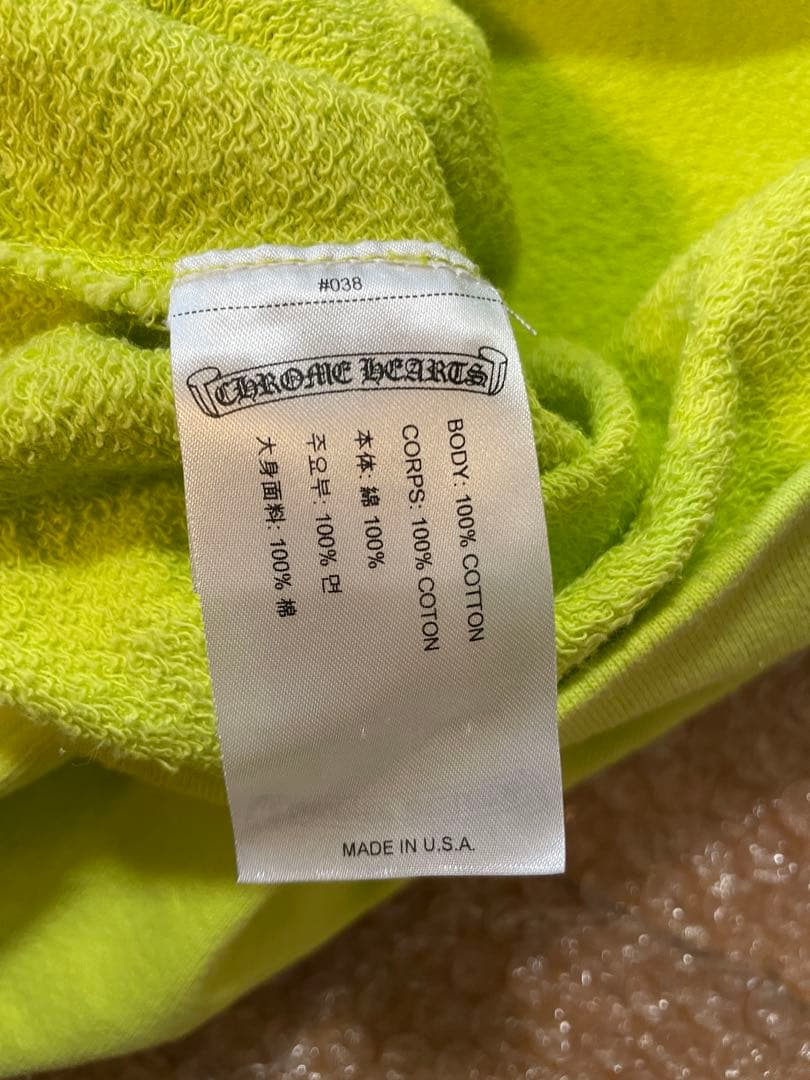 #038
CHROME HEARTS
BODY: 100% COTTON
CORPS: 100% COTON
本体: 綿 100%
주요부: 100% 면
大身面料: 100% 棉
MADE IN U.S.A.